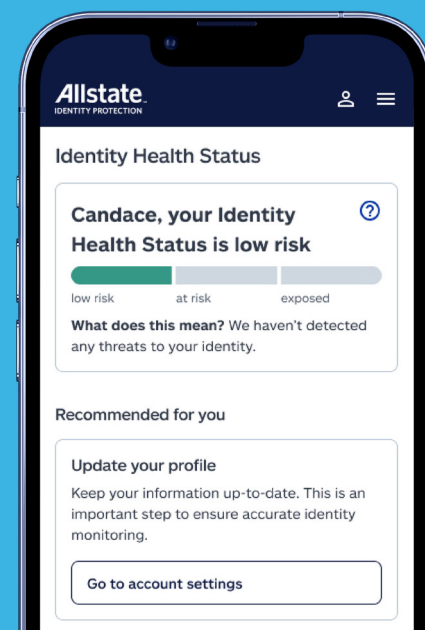 Allstate
IDENTITY PROTECTION
Identity Health Status
Candace, your Identity
Health Status is low risk
?
low risk at risk exposed
What does this mean? We haven't detected
any threats to your identity.
Recommended for you
Update your profile
Keep your information up-to-date. This is an
important step to ensure accurate identity
monitoring.
Go to account settings